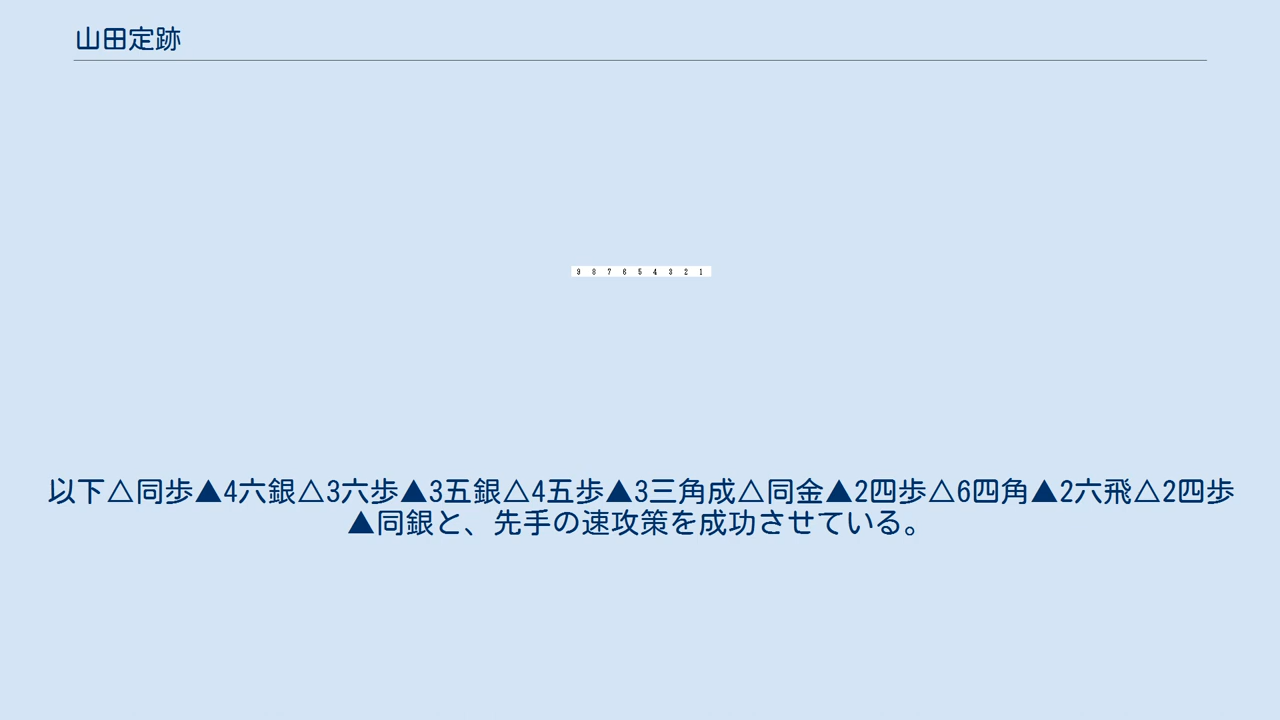 山田定跡
9 8 7 6 5 4 3 2 1
以下△同歩▲4六銀△3六歩▲3五銀△4五歩▲3三角成△同金▲2四歩△6四角▲2六飛△2四歩
▲同銀と、先手の速攻策を成功させている。